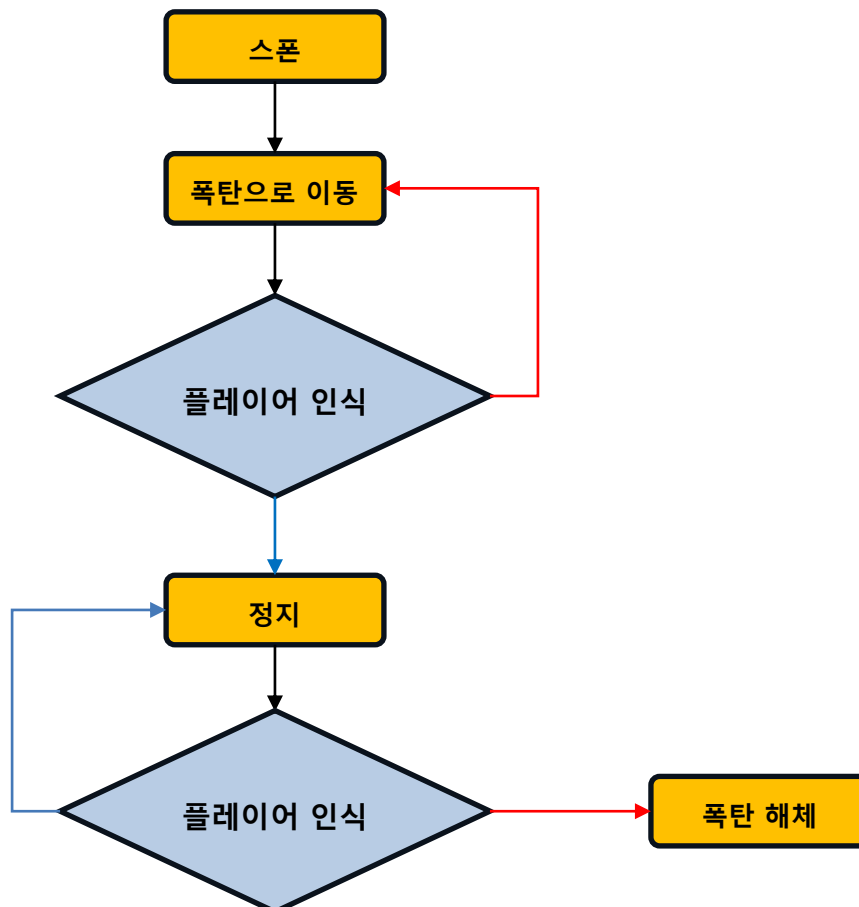 스폰
폭탄으로 이동
플레이어 인식
정지
플레이어 인식
폭탄 해체